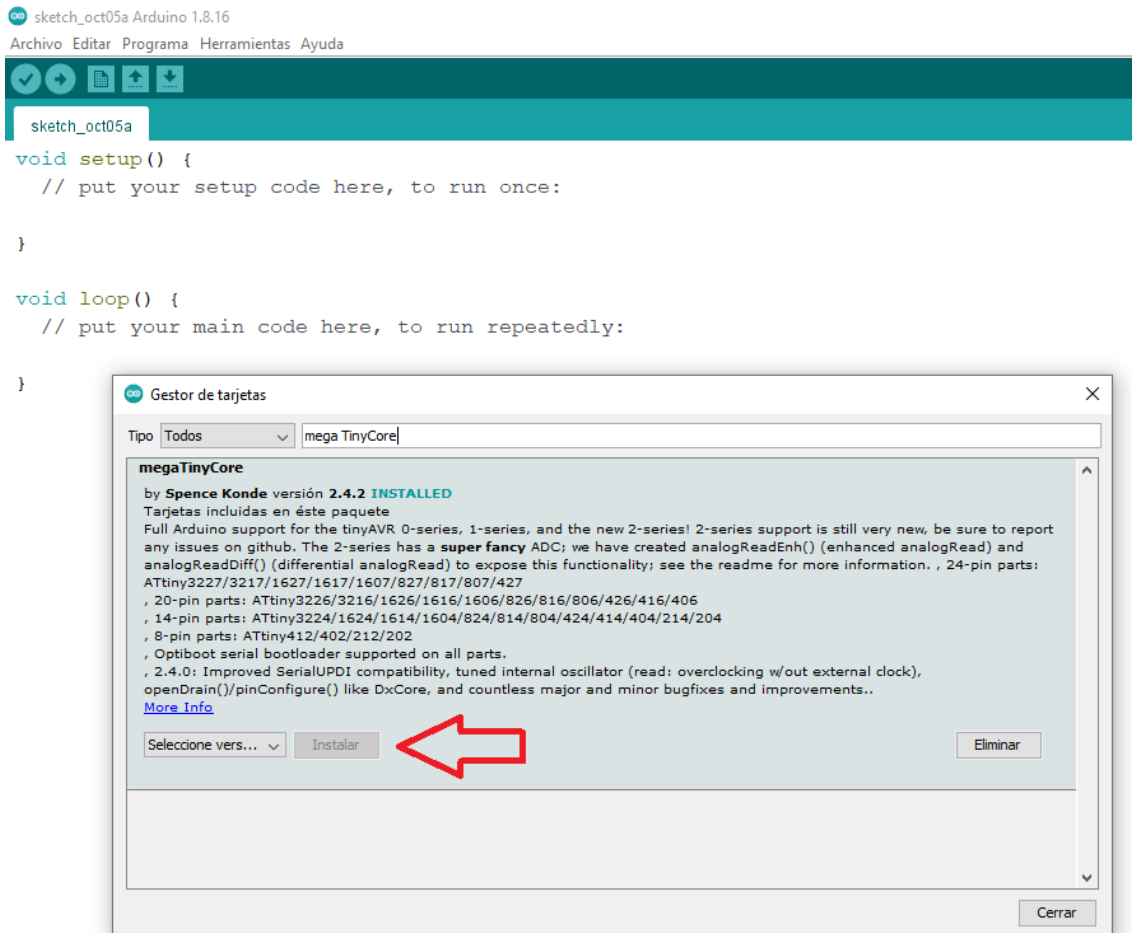 sketch_oct05a Arduino 1.8.16
Archivo Editar Programa Herramientas Ayuda
sketch_oct05a
void setup() {
// put your setup code here, to run once:
}
void loop() {
// put your main code here, to run repeatedly:
}
Gestor de tarjetas
Tipo Todos mega TinyCore
megaTinyCore
by Spence Konde versión 2.4.2 INSTALLED
Tarjetas incluidas en éste paquete
Full Arduino support for the tinyAVR 0-series, 1-series, and the new 2-series! 2-series support is still very new, be sure to report
any issues on github. The 2-series has a super fancy ADC; we have created analogReadEnh() (enhanced analogRead) and
analogReadDiff() (differential analogRead) to expose this functionality; see the readme for more information. , 24-pin parts:
ATtiny3227/3217/1627/1617/1607/827/817/807/427
, 20-pin parts: ATtiny3226/3216/1626/1616/1606/826/816/806/426/416/406
, 14-pin parts: ATtiny3224/1624/1614/1604/824/814/804/424/414/404/214/204
, 8-pin parts: ATtiny412/402/212/202
, Optiboot serial bootloader supported on all parts.
, 2.4.0: Improved SerialUPDI compatibility, tuned internal oscillator (read: overclocking w/out external clock),
openDrain()/pinConfigure() like DxCore, and countless major and minor bugfixes and improvements..
More Info
Seleccione vers... Instalar Eliminar
Cerrar